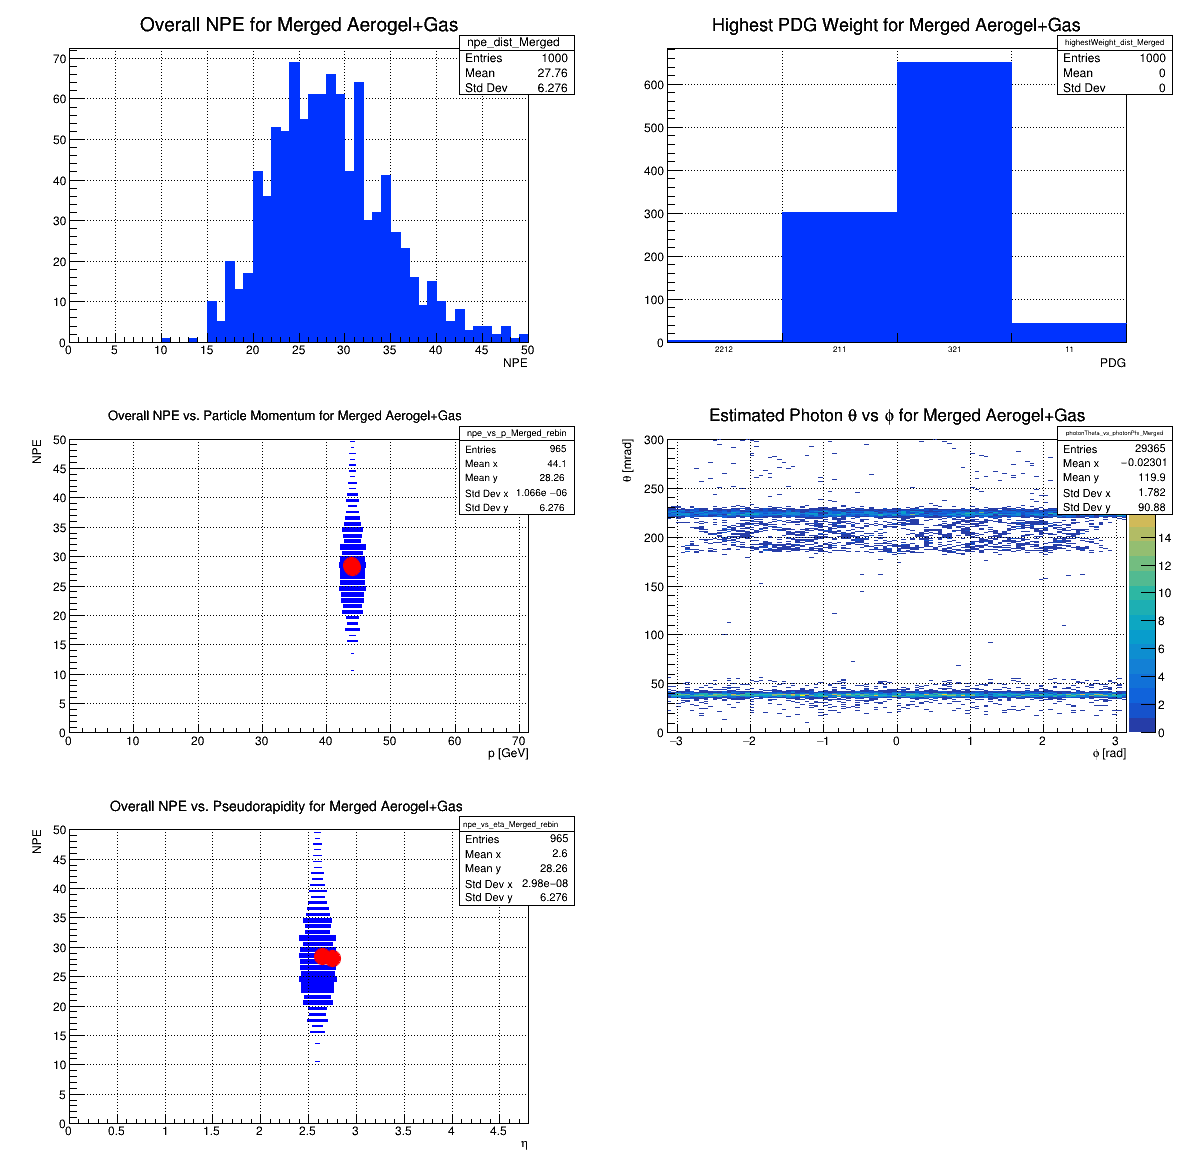 Overall NPE for Merged Aerogel+Gas
npe_dist_Merged
Entries 1000
Mean 27.76
Std Dev 6.276
70
60
50
40
30
20
10
0
0 5 10 15 20 25 30 35 40 45 50
NPE
Highest PDG Weight for Merged Aerogel+Gas
highestWeight_dist_Merged
Entries 1000
Mean 0
Std Dev 0
600
500
400
300
200
100
0
2212 211 321 11
PDG
Overall NPE vs. Particle Momentum for Merged Aerogel+Gas
npe_vs_p_Merged_rebin
Entries 965
Mean x 44.1
Mean y 28.26
Std Dev x 1.066e −06
Std Dev y 6.276
NPE
50
45
40
35
30
25
20
15
10
5
0
0 10 20 30 40 50 60 70
p [GeV]
Estimated Photon θ vs ϕ for Merged Aerogel+Gas
photonTheta_vs_photonPhi_Merged
Entries 29365
Mean x −0.02301
Mean y 119.9
Std Dev x 1.782
Std Dev y 90.88
θ [mrad]
300
250
200
150
100
50
0
−3 −2 −1 0 1 2 3
ϕ [rad]
14
12
10
8
6
4
2
0
Overall NPE vs. Pseudorapidity for Merged Aerogel+Gas
npe_vs_eta_Merged_rebin
Entries 965
Mean x 2.6
Mean y 28.26
Std Dev x 2.98e−08
Std Dev y 6.276
NPE
50
45
40
35
30
25
20
15
10
5
0
0 0.5 1 1.5 2 2.5 3 3.5 4 4.5
η